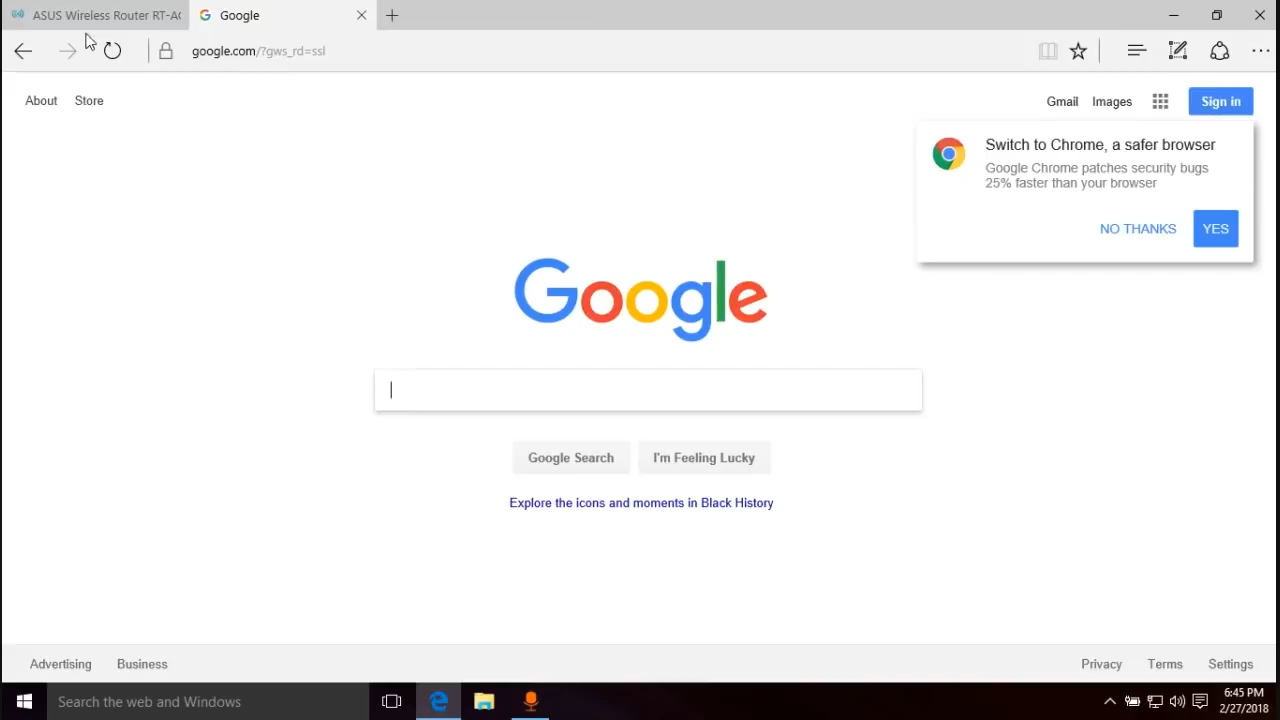 ASUS Wireless Router RT-AC
Google
google.com/?gws_rd=ssl
About
Store
Gmail
Images
Sign in
Switch to Chrome, a safer browser
Google Chrome patches security bugs
25% faster than your browser
NO THANKS
YES
Google
Google Search
I'm Feeling Lucky
Explore the icons and moments in Black History
Advertising
Business
Privacy
Terms
Settings
Search the web and Windows
6:45 PM
2/27/2018